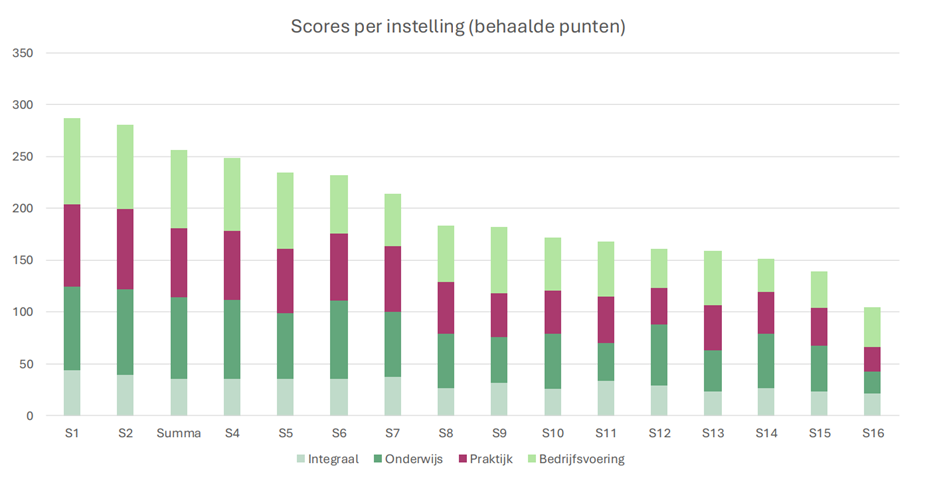 Scores per instelling (behaalde punten)
350
300
250
200
150
100
50
0
S1 S2 Summa S4 S5 S6 S7 S8 S9 S10 S11 S12 S13 S14 S15 S16
Integraal Onderwijs Praktijk Bedrijfsvoering